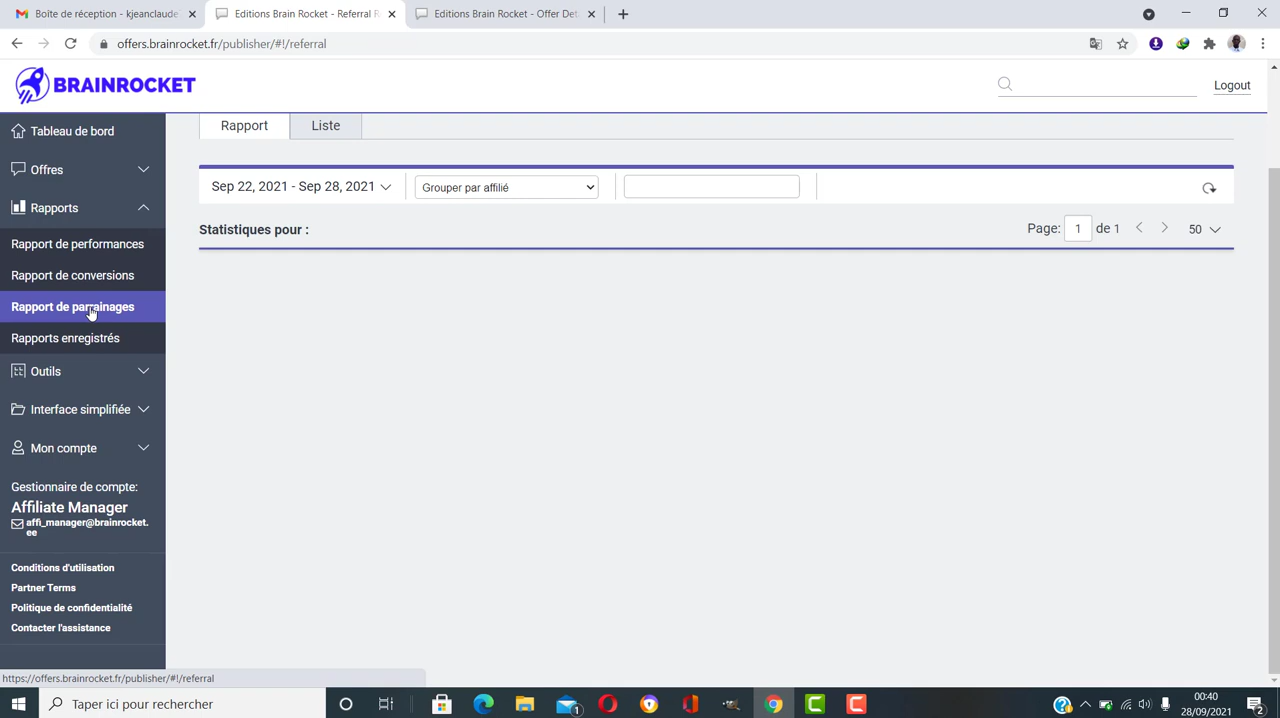 Boîte de réception - kjeanclaude
Editions Brain Rocket - Referral R
Editions Brain Rocket - Offer Det
offers.brainrocket.fr/publisher/#!/referral
BRAINROCKET
Logout
Tableau de bord
Offres
Rapports
Rapport de performances
Rapport de conversions
Rapport de parrainages
Rapports enregistrés
Outils
Interface simplifiée
Mon compte
Gestionnaire de compte:
Affiliate Manager
affi_manager@brainrocket.
ee
Conditions d'utilisation
Partner Terms
Politique de confidentialité
Contacter l'assistance
Rapport Liste
Sep 22, 2021 - Sep 28, 2021 Grouper par affilié
Statistiques pour : Page: 1 de 1 50
https://offers.brainrocket.fr/publisher/#!/referral
Taper ici pour rechercher
1
00:40
28/09/2021
2